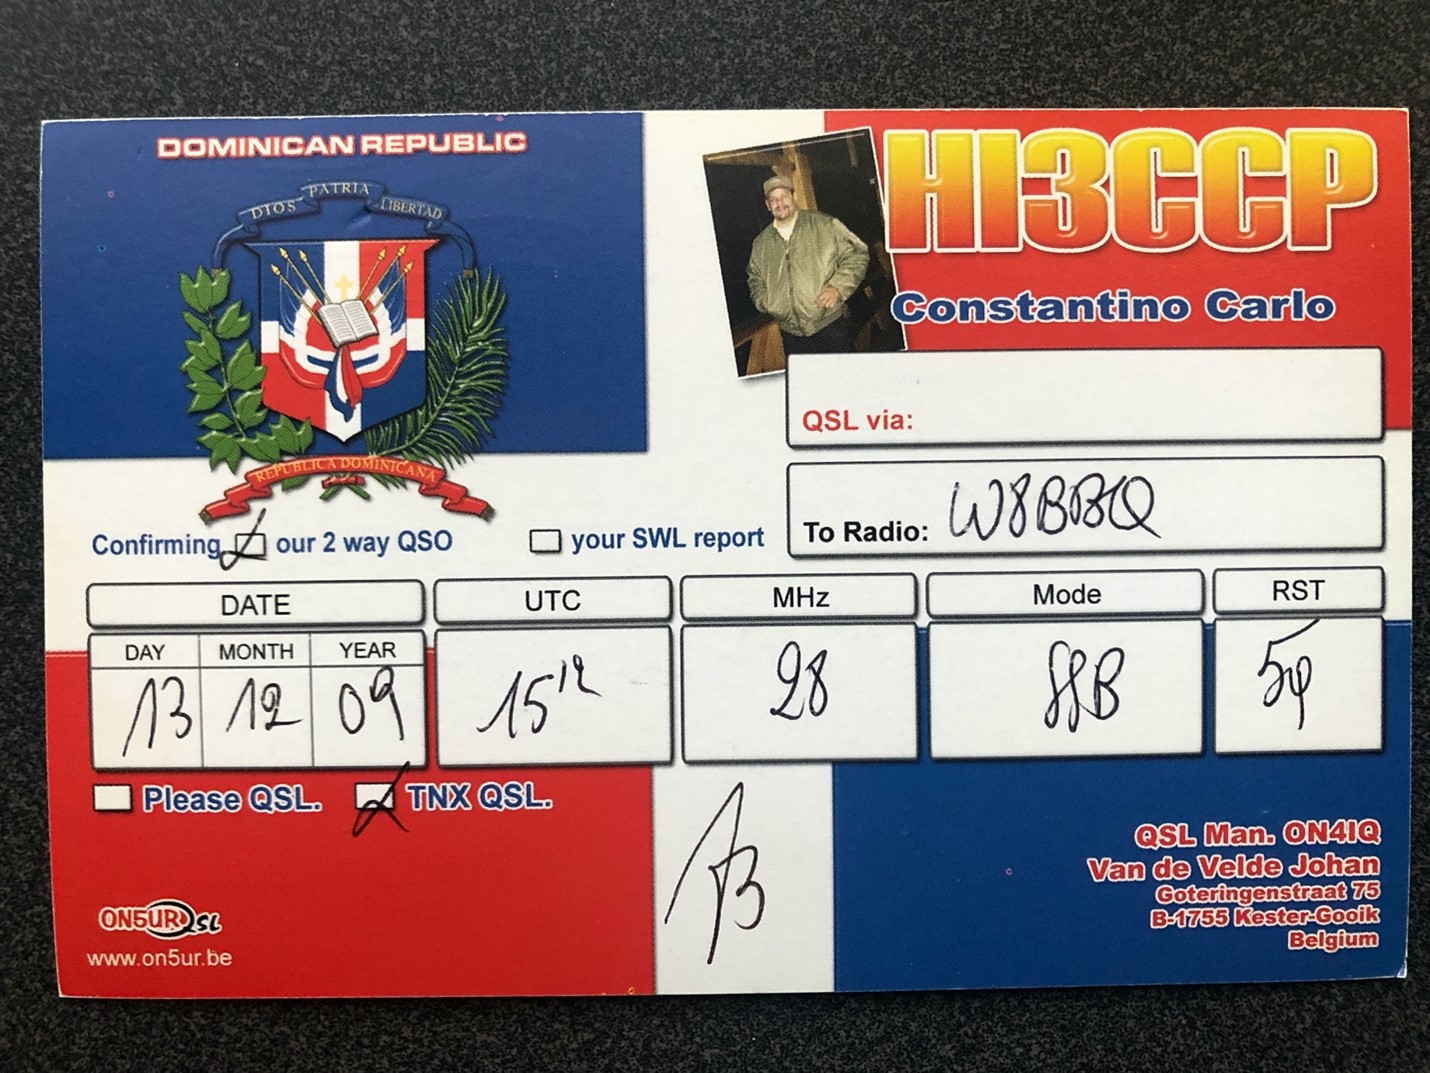 DOMINICAN REPUBLIC
DIOS PATRIA LIBERTAD
REPUBLICA DOMINICANA
HI3CCP
Constantino Carlo
QSL via:
To Radio: W8BBQ
Confirming our 2 way QSO your SWL report
DATE UTC MHz Mode RST
DAY MONTH YEAR
13 12 09 15 12 28 SSB 59
Please QSL. TNX QSL.
QSL Man. ON4IQ
Van de Velde Johan
Goteringenstraat 75
B-1755 Kester-Gooik
Belgium
ON5UR QSL
www.on5ur.be